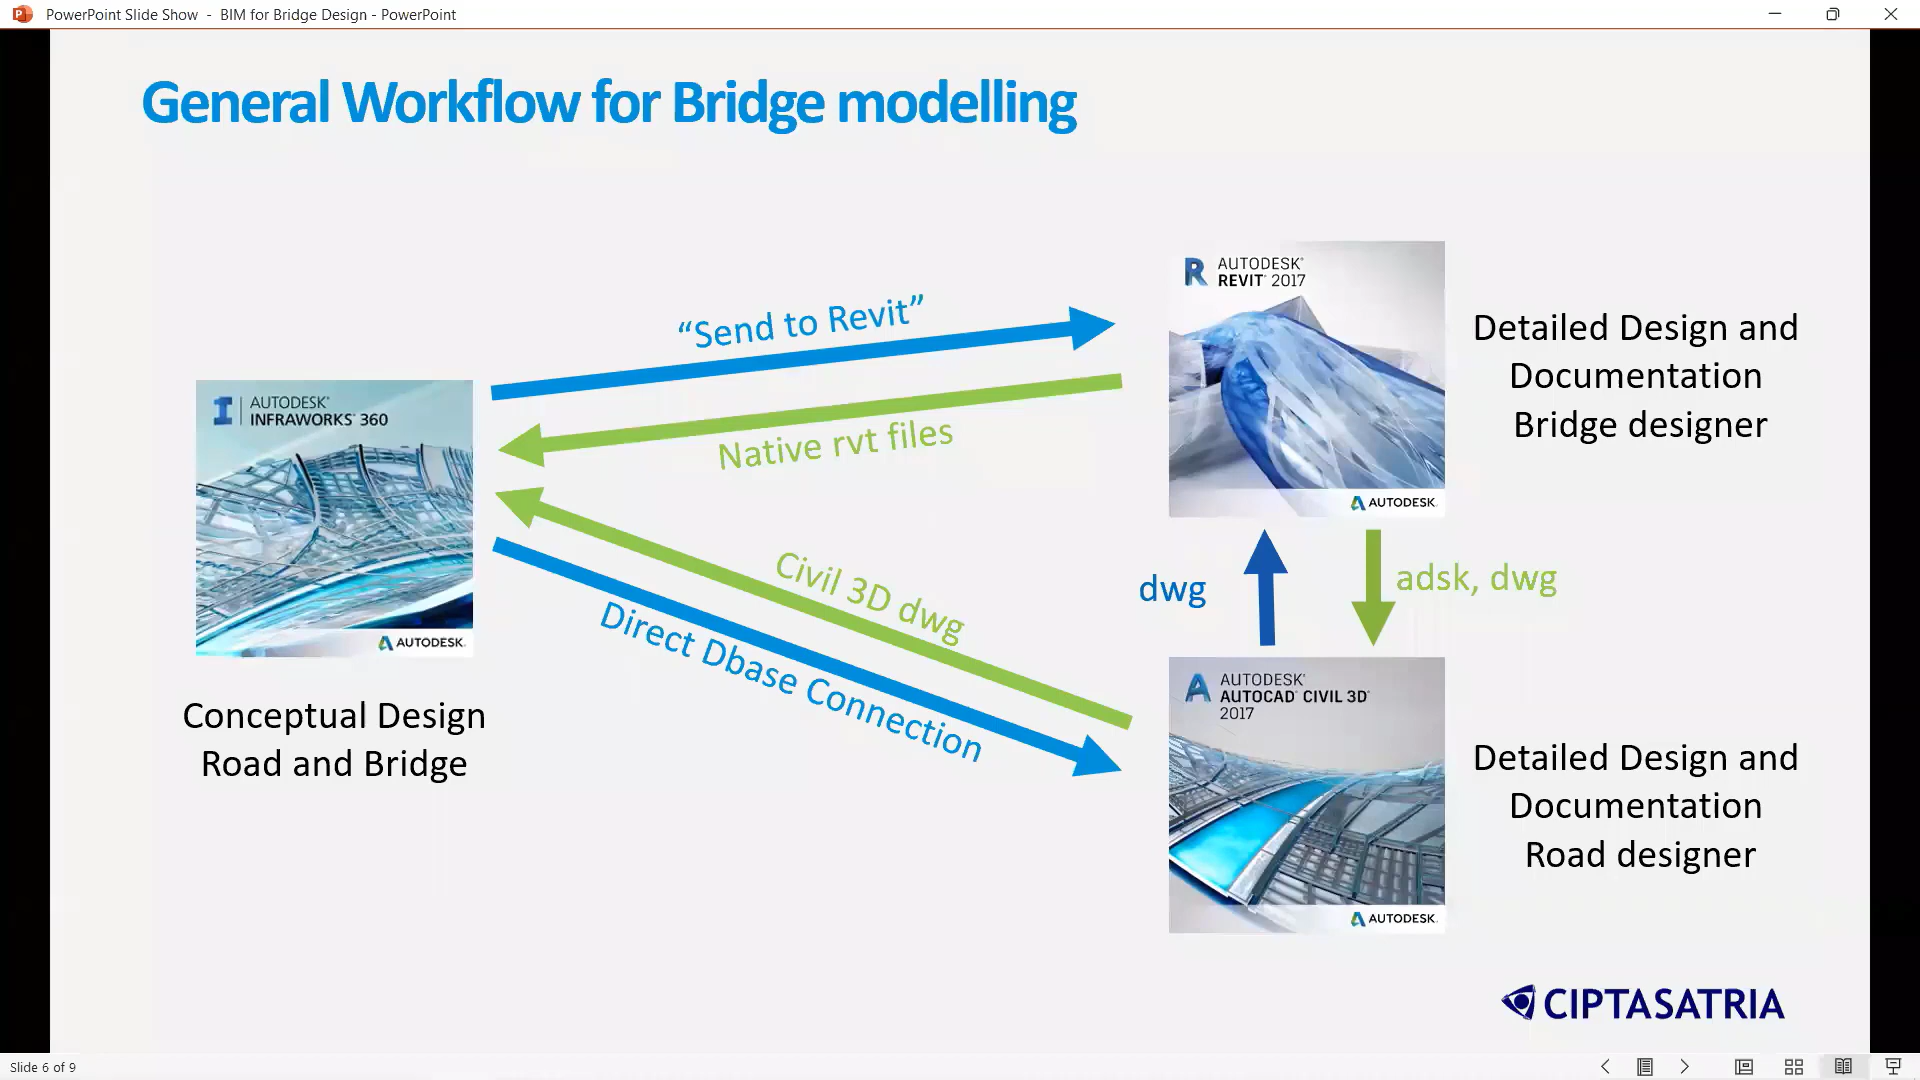 PowerPoint Slide Show - BIM for Bridge Design - PowerPoint
General Workflow for Bridge modelling
AUTODESK®
INFRAWORKS® 360
AUTODESK.
Conceptual Design
Road and Bridge
“Send to Revit”
Native rvt files
Civil 3D dwg
Direct Dbase Connection
AUTODESK®
REVIT® 2017
AUTODESK.
Detailed Design and
Documentation
Bridge designer
dwg
adsk, dwg
AUTODESK®
AUTOCAD® CIVIL 3D®
2017
AUTODESK.
Detailed Design and
Documentation
Road designer
CIPTASATRIA
Slide 6 of 9